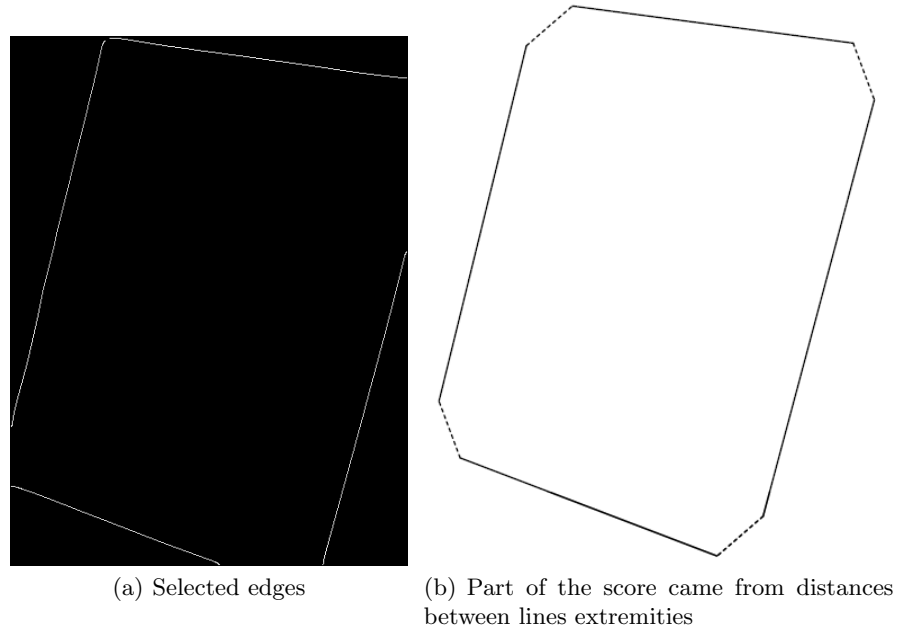 (a) Selected edges
(b) Part of the score came from distances
between lines extremities